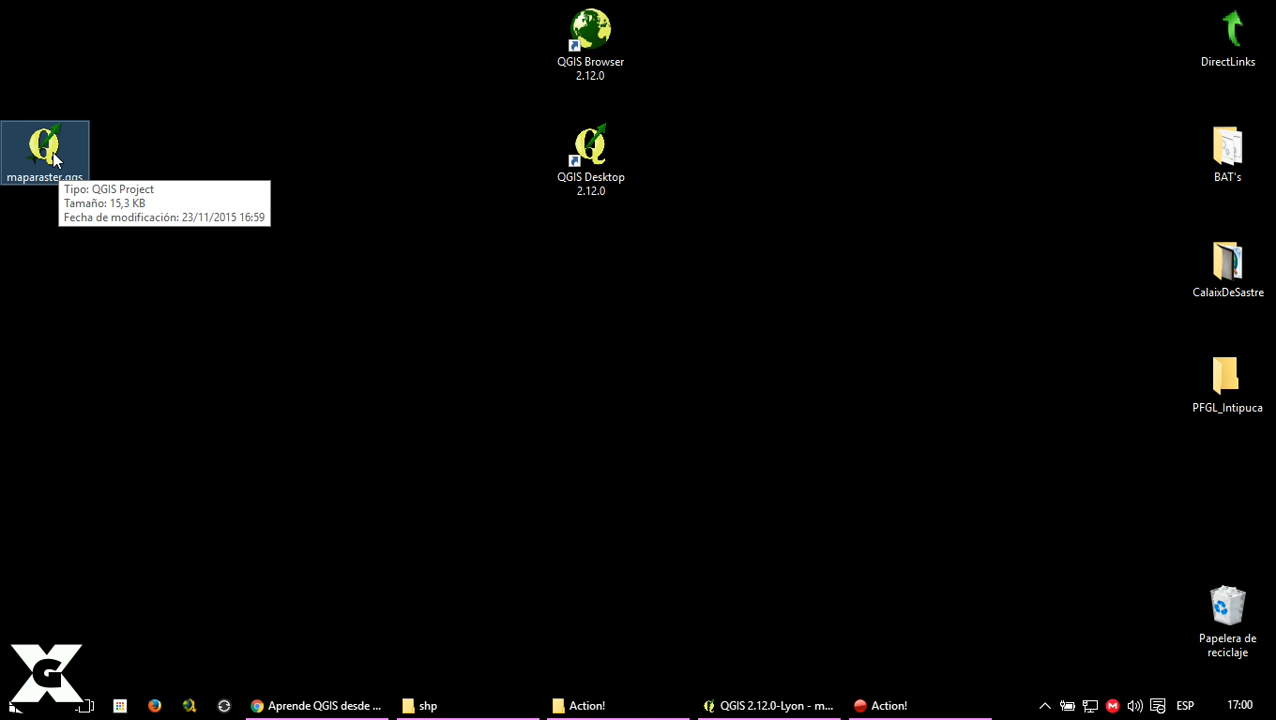 QGIS Browser
2.12.0
DirectLinks
maparaster.qgs
Tipo: QGIS Project
Tamaño: 15,3 KB
Fecha de modificación: 23/11/2015 16:59
QGIS Desktop
2.12.0
BAT's
CalaixDeSastre
PFGL_Intipuca
Papelera de
reciclaje
XG
Aprende QGIS desde ...
shp
Action!
QGIS 2.12.0-Lyon - m...
Action!
ESP
17:00